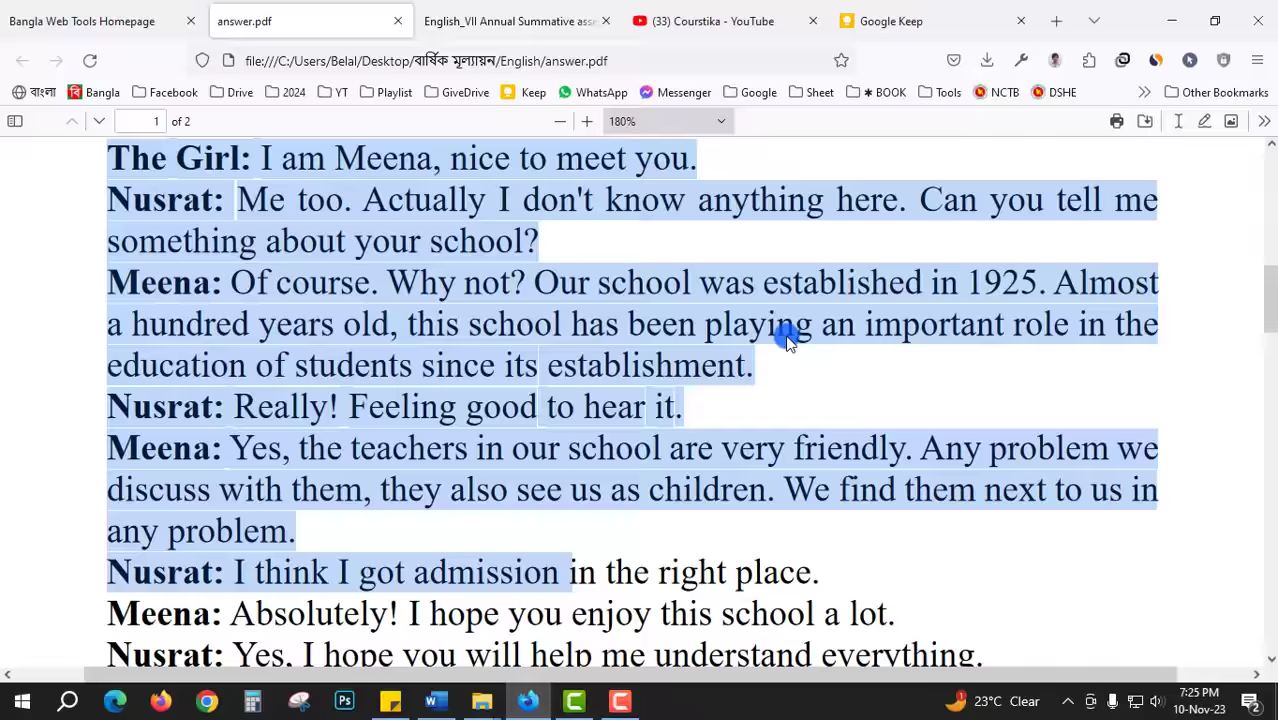 Bangla Web Tools Homepage
answer.pdf
English_VII Annual Summative asse
(33) Courstika - YouTube
Google Keep
file:///C:/Users/Belal/Desktop/বার্ষিক মূল্যায়ন/English/answer.pdf
বাংলা
Bangla
Facebook
Drive
2024
YT
Playlist
GiveDrive
Keep
WhatsApp
Messenger
Google
Sheet
✱ BOOK
Tools
NCTB
DSHE
Other Bookmarks
1 of 2
180%
The Girl: I am Meena, nice to meet you.
Nusrat: Me too. Actually I don't know anything here. Can you tell me
something about your school?
Meena: Of course. Why not? Our school was established in 1925. Almost
a hundred years old, this school has been playing an important role in the
education of students since its establishment.
Nusrat: Really! Feeling good to hear it.
Meena: Yes, the teachers in our school are very friendly. Any problem we
discuss with them, they also see us as children. We find them next to us in
any problem.
Nusrat: I think I got admission in the right place.
Meena: Absolutely! I hope you enjoy this school a lot.
Nusrat: Yes, I hope you will help me understand everything.
23°C Clear
7:25 PM
10-Nov-23